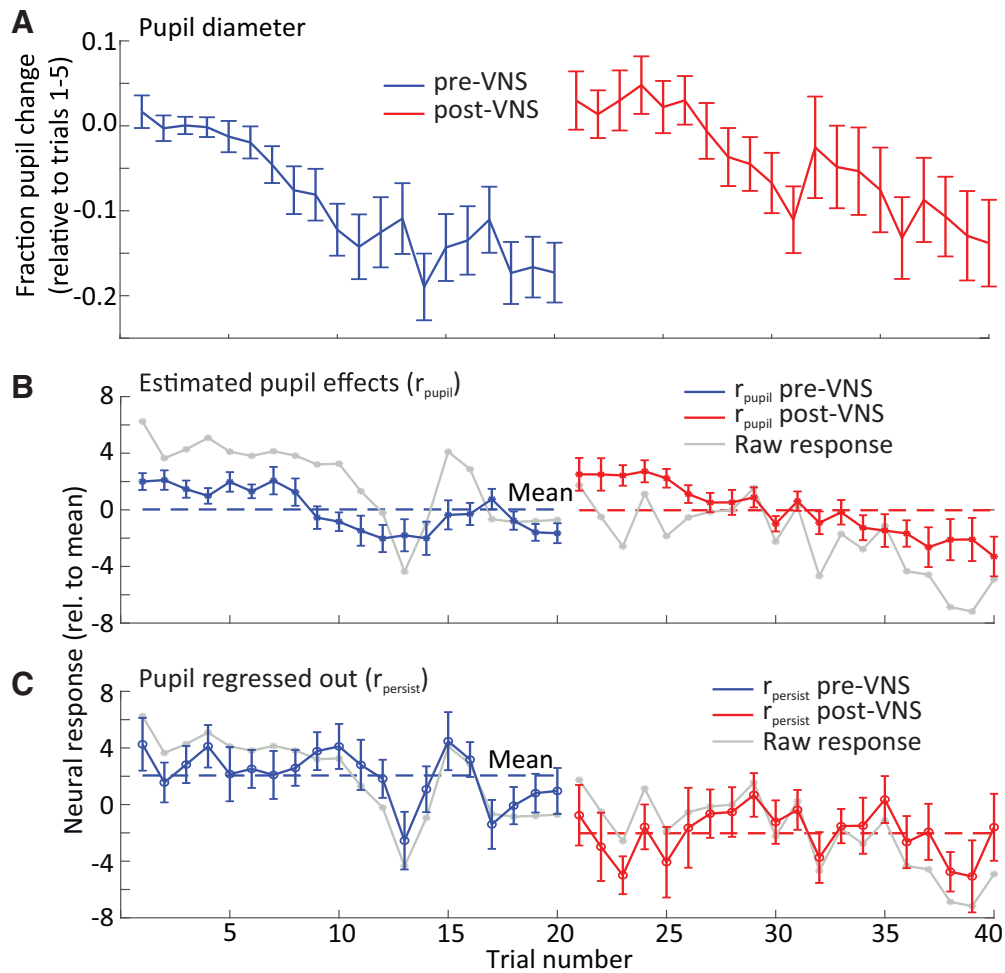 A
Pupil diameter
0.1
0.0
-0.1
-0.2
Fraction pupil change
(relative to trials 1-5)
pre-VNS
post-VNS
B
Estimated pupil effects (rpupil)
8
4
0
-4
-8
rpupil pre-VNS
rpupil post-VNS
Raw response
Mean
Neural response (rel. to mean)
C
Pupil regressed out (rpersist)
8
4
0
-4
-8
rpersist pre-VNS
rpersist post-VNS
Raw response
Mean
5 10 15 20 25 30 35 40
Trial number